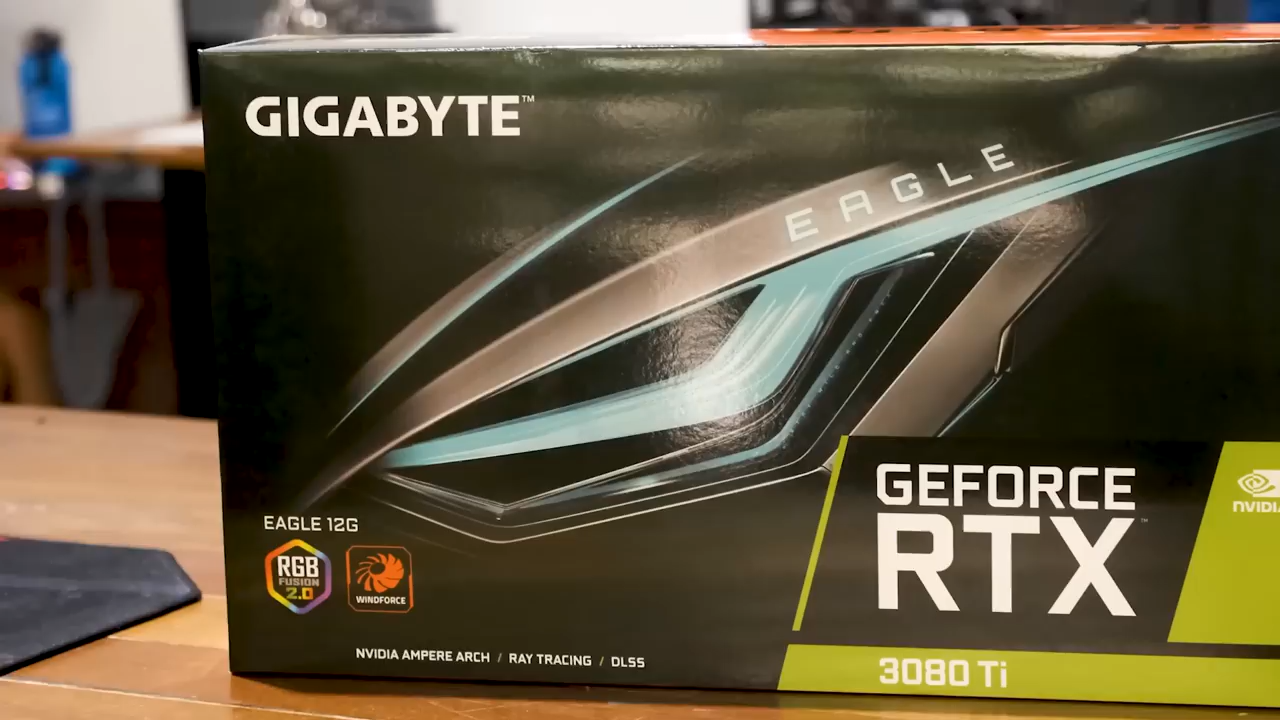 GIGABYTE™
EAGLE
EAGLE 12G
RGB
FUSION
2.0
WINDFORCE
NVIDIA AMPERE ARCH / RAY TRACING / DLSS
GEFORCE
RTX™
NVIDIA
3080 Ti